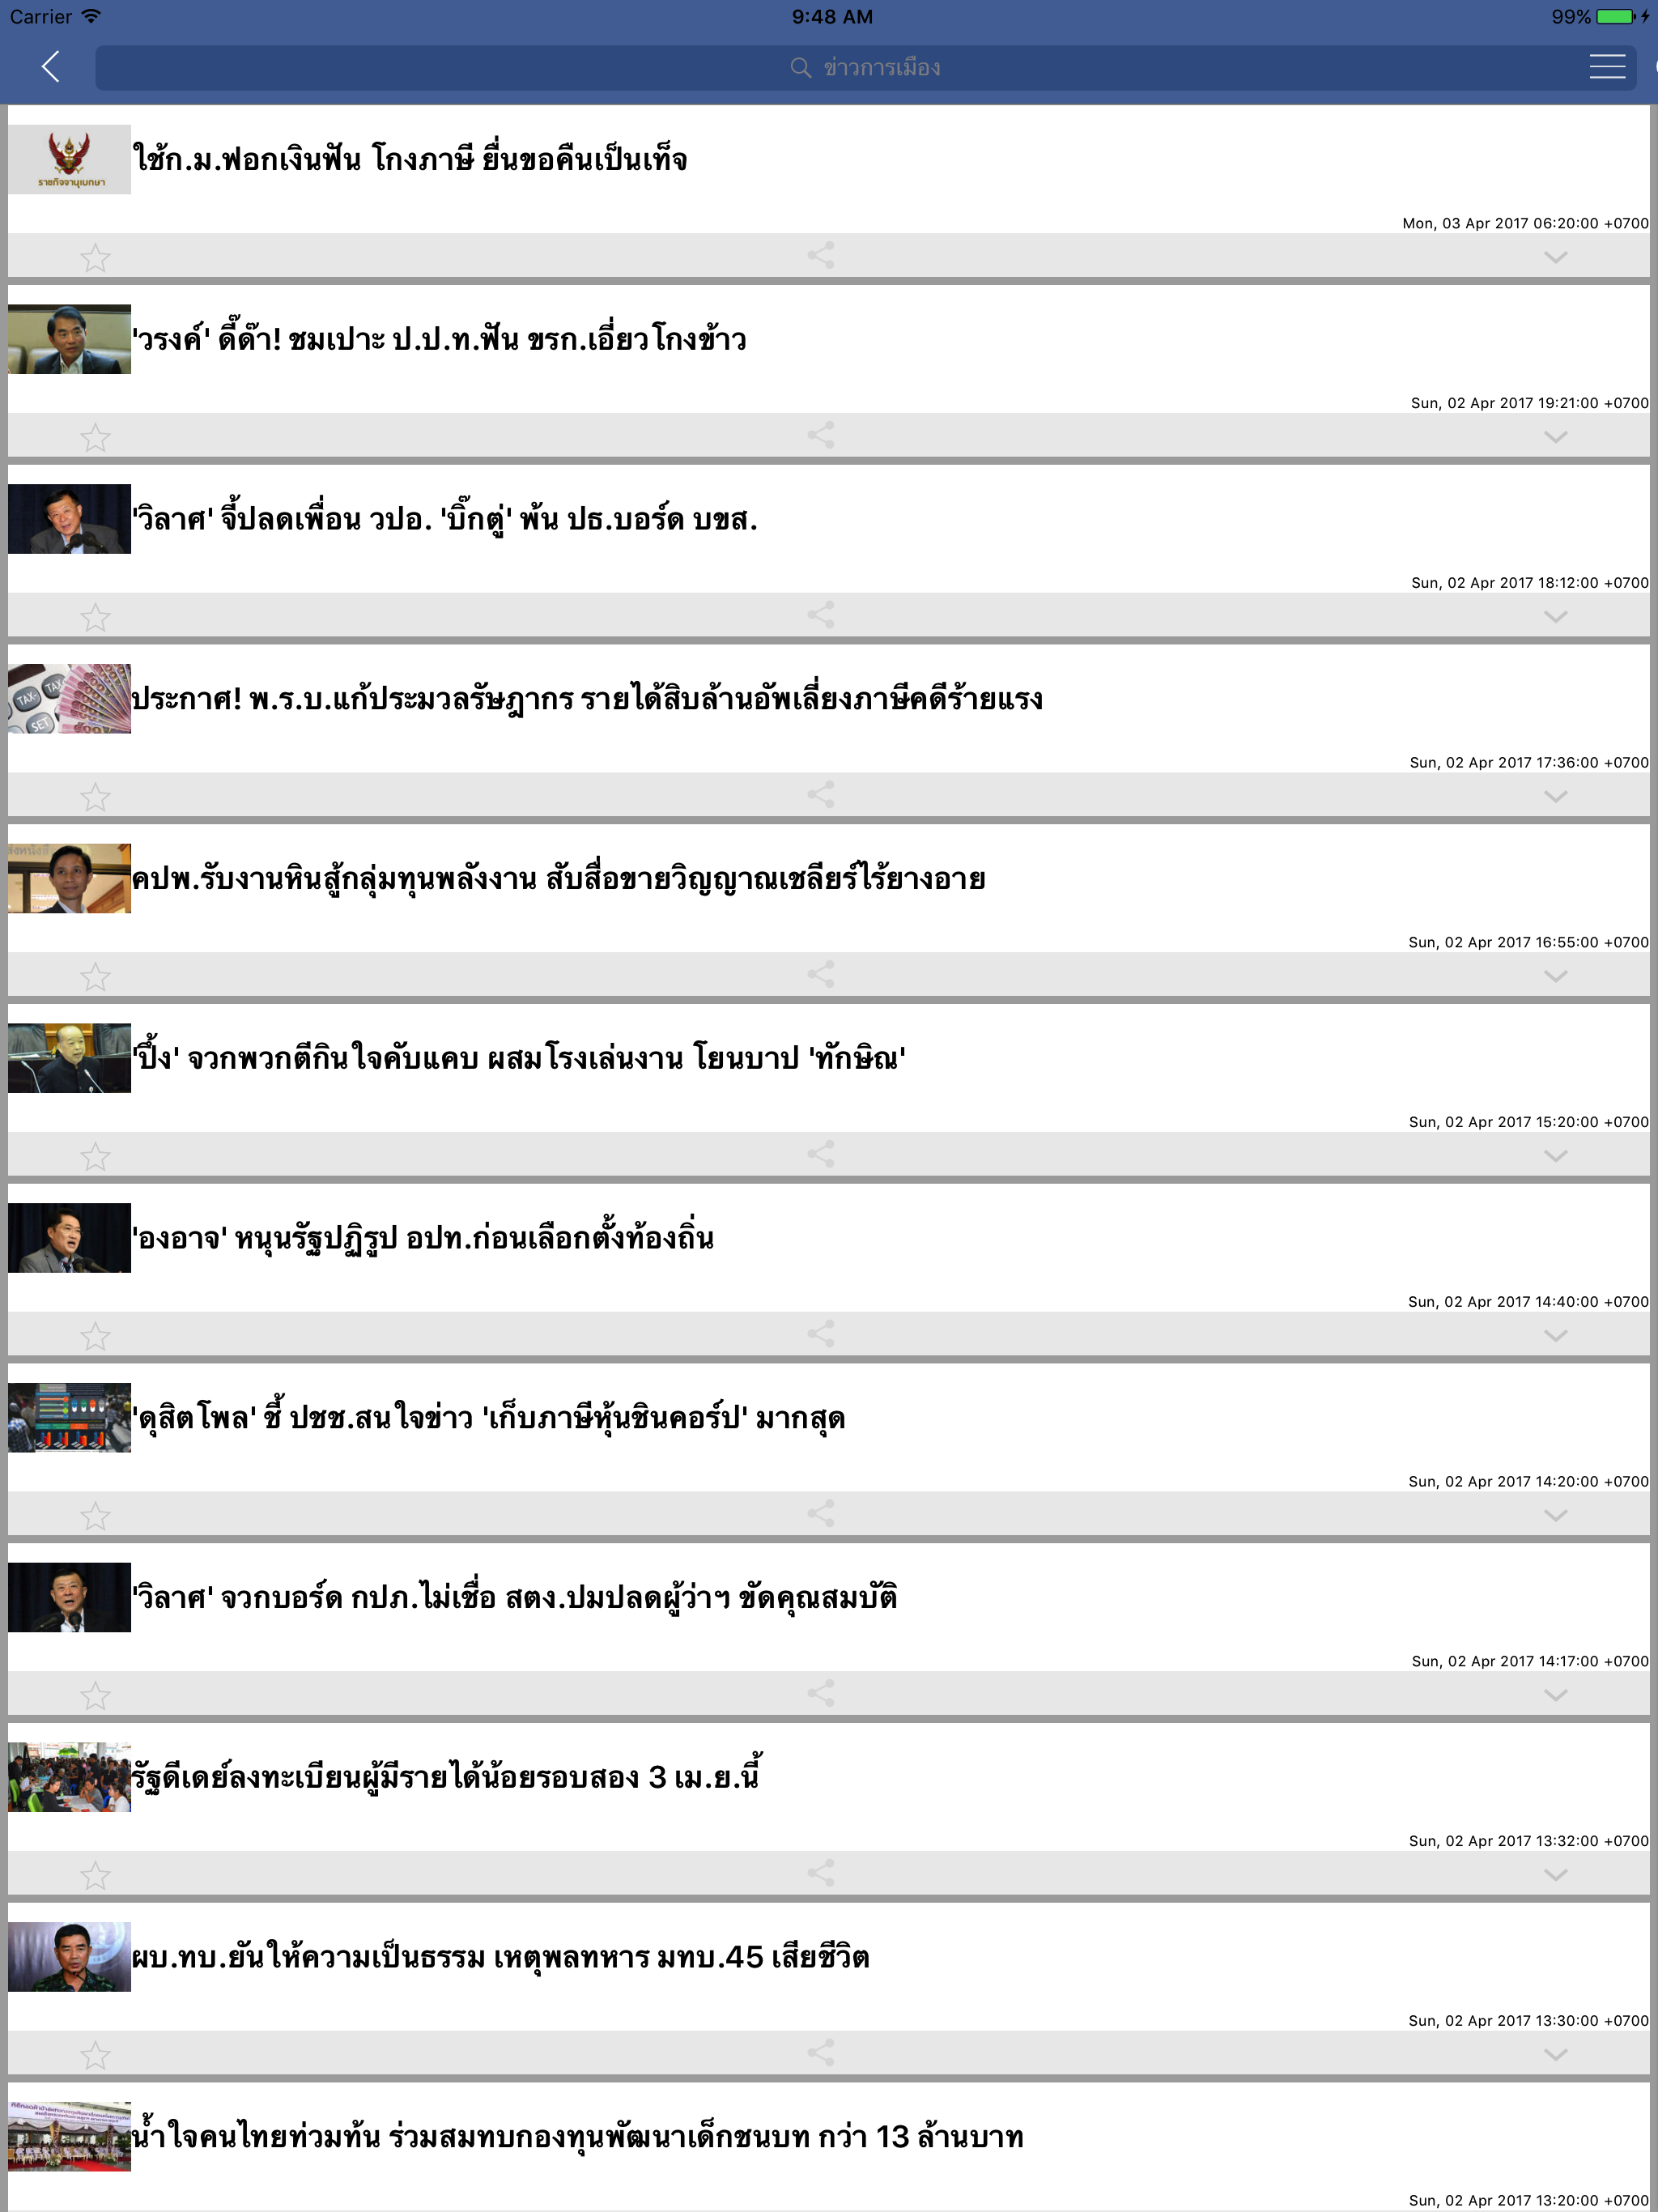 Carrier 9:48 AM 99%
ข่าวการเมือง
ราชกิจจานุเบกษา
ใช้ก.ม.ฟอกเงินฟัน โกงภาษี ยื่นขอคืนเป็นเท็จ
Mon, 03 Apr 2017 06:20:00 +0700
'วรงค์' ดี๊ด๊า! ชมเปาะ ป.ป.ท.ฟัน ขรก.เอี่ยวโกงข้าว
Sun, 02 Apr 2017 19:21:00 +0700
'วิลาศ' จี้ปลดเพื่อน วปอ. 'บิ๊กตู่' พ้น ปธ.บอร์ด บขส.
Sun, 02 Apr 2017 18:12:00 +0700
TAX- TAX
SET
ประกาศ! พ.ร.บ.แก้ประมวลรัษฎากร รายได้สิบล้านอัพเลี่ยงภาษีคดีร้ายแรง
Sun, 02 Apr 2017 17:36:00 +0700
คปพ.รับงานหินสู้กลุ่มทุนพลังงาน สับสื่อขายวิญญาณเชลียร์ไร้ยางอาย
Sun, 02 Apr 2017 16:55:00 +0700
'ปึ้ง' จวกพวกตีกินใจคับแคบ ผสมโรงเล่นงาน โยนบาป 'ทักษิณ'
Sun, 02 Apr 2017 15:20:00 +0700
'องอาจ' หนุนรัฐปฏิรูป อปท.ก่อนเลือกตั้งท้องถิ่น
Sun, 02 Apr 2017 14:40:00 +0700
'ดุสิตโพล' ชี้ ปชช.สนใจข่าว 'เก็บภาษีหุ้นชินคอร์ป' มากสุด
Sun, 02 Apr 2017 14:20:00 +0700
'วิลาศ' จวกบอร์ด กปภ.ไม่เชื่อ สตง.ปมปลดผู้ว่าฯ ขัดคุณสมบัติ
Sun, 02 Apr 2017 14:17:00 +0700
รัฐดีเดย์ลงทะเบียนผู้มีรายได้น้อยรอบสอง 3 เม.ย.นี้
Sun, 02 Apr 2017 13:32:00 +0700
ผบ.ทบ.ยันให้ความเป็นธรรม เหตุพลทหาร มทบ.45 เสียชีวิต
Sun, 02 Apr 2017 13:30:00 +0700
น้ำใจคนไทยท่วมท้น ร่วมสมทบกองทุนพัฒนาเด็กชนบท กว่า 13 ล้านบาท
Sun, 02 Apr 2017 13:20:00 +0700